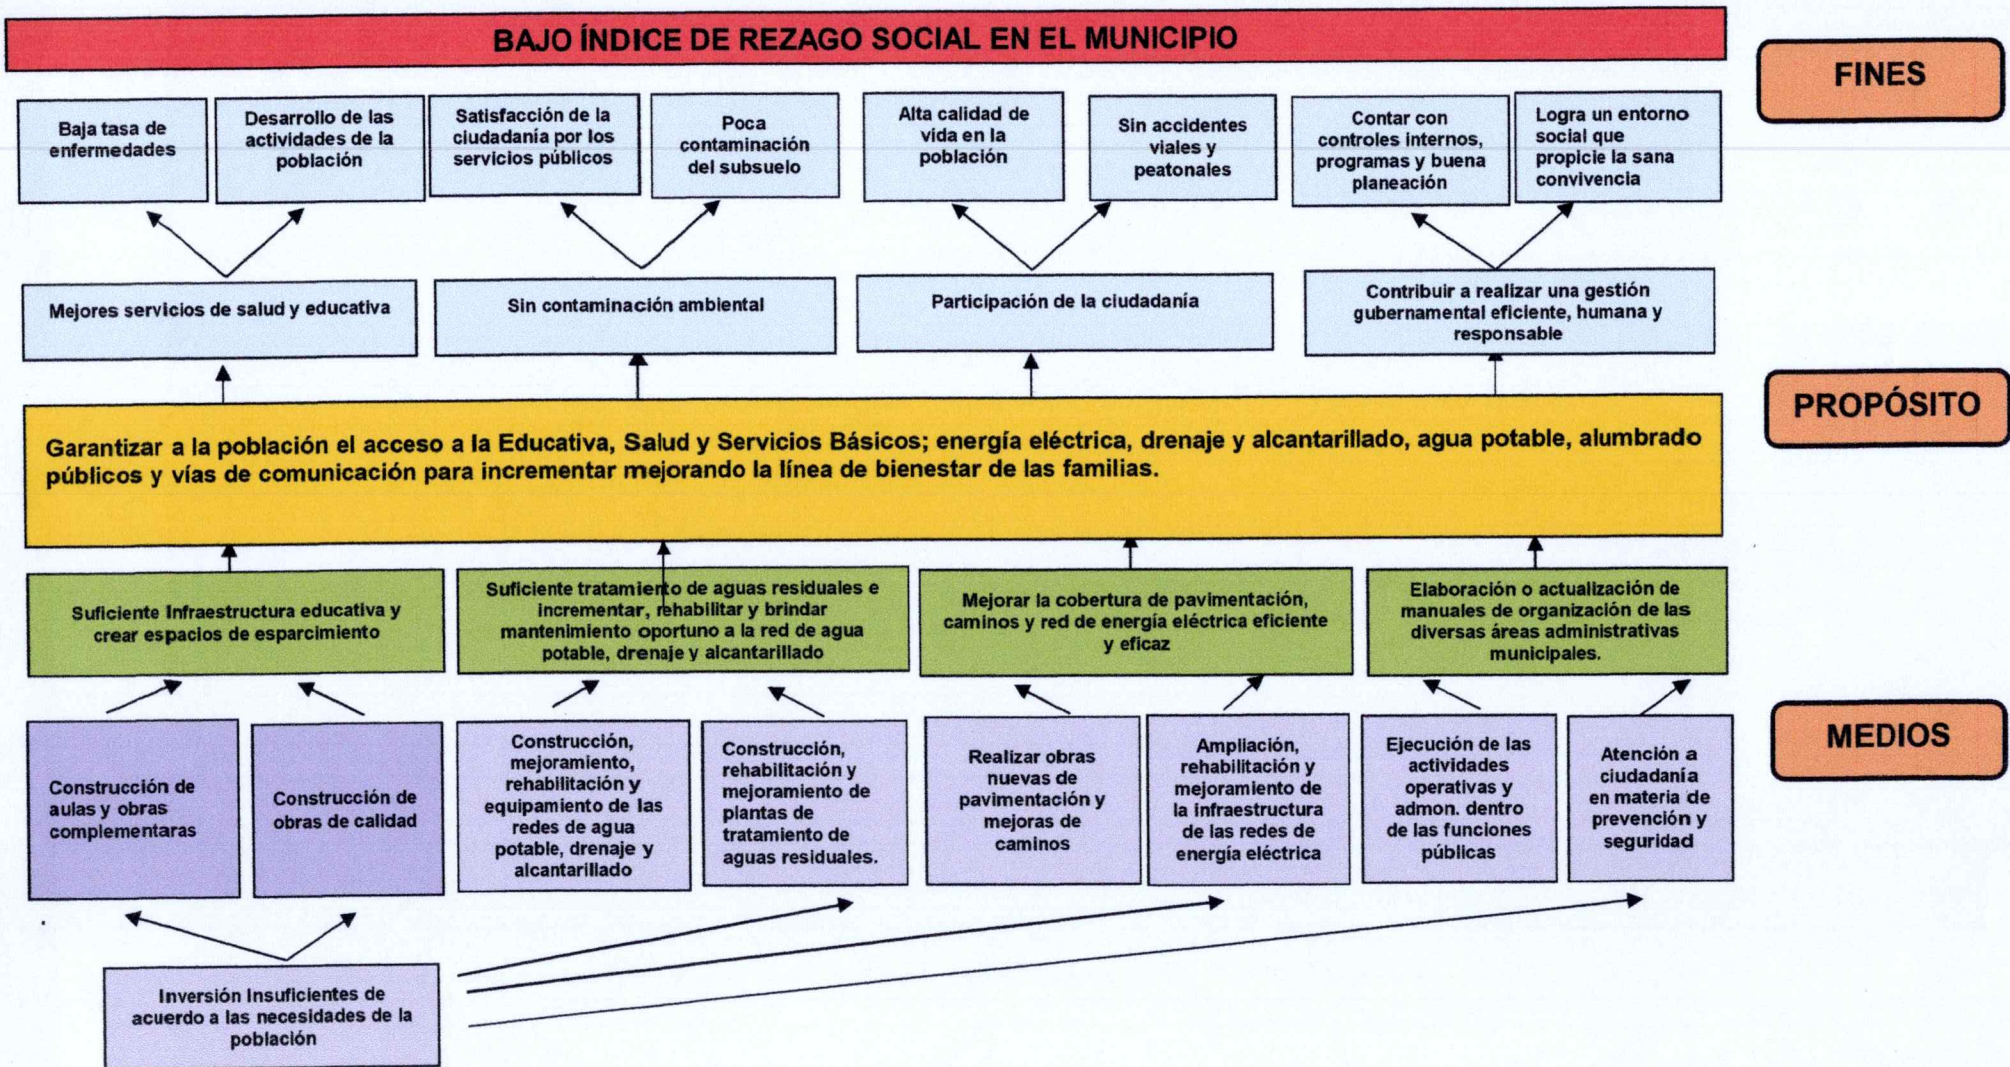 BAJO ÍNDICE DE REZAGO SOCIAL EN EL MUNICIPIO
FINES
Baja tasa de
enfermedades
Desarrollo de las
actividades de la
población
Satisfacción de la
ciudadanía por los
servicios públicos
Poca
contaminación
del subsuelo
Alta calidad de
vida en la
población
Sin accidentes
viales y
peatonales
Contar con
controles internos,
programas y buena
planeación
Logra un entorno
social que
propicie la sana
convivencia
Mejores servicios de salud y educativa
Sin contaminación ambiental
Participación de la ciudadanía
Contribuir a realizar una gestión
gubernamental eficiente, humana y
responsable
PROPÓSITO
Garantizar a la población el acceso a la Educativa, Salud y Servicios Básicos; energía eléctrica, drenaje y alcantarillado, agua potable, alumbrado
públicos y vías de comunicación para incrementar mejorando la línea de bienestar de las familias.
Suficiente Infraestructura educativa y
crear espacios de esparcimiento
Suficiente tratamiento de aguas residuales e
incrementar, rehabilitar y brindar
mantenimiento oportuno a la red de agua
potable, drenaje y alcantarillado
Mejorar la cobertura de pavimentación,
caminos y red de energía eléctrica eficiente
y eficaz
Elaboración o actualización de
manuales de organización de las
diversas áreas administrativas
municipales.
MEDIOS
Construcción de
aulas y obras
complementaras
Construcción de
obras de calidad
Construcción,
mejoramiento,
rehabilitación y
equipamiento de las
redes de agua
potable, drenaje y
alcantarillado
Construcción,
rehabilitación y
mejoramiento de
plantas de
tratamiento de
aguas residuales.
Realizar obras
nuevas de
pavimentación y
mejoras de
caminos
Ampliación,
rehabilitación y
mejoramiento de
la infraestructura
de las redes de
energía eléctrica
Ejecución de las
actividades
operativas y
admon. dentro
de las funciones
públicas
Atención a
ciudadanía
en materia de
prevención y
seguridad
Inversión Insuficientes de
acuerdo a las necesidades de la
población